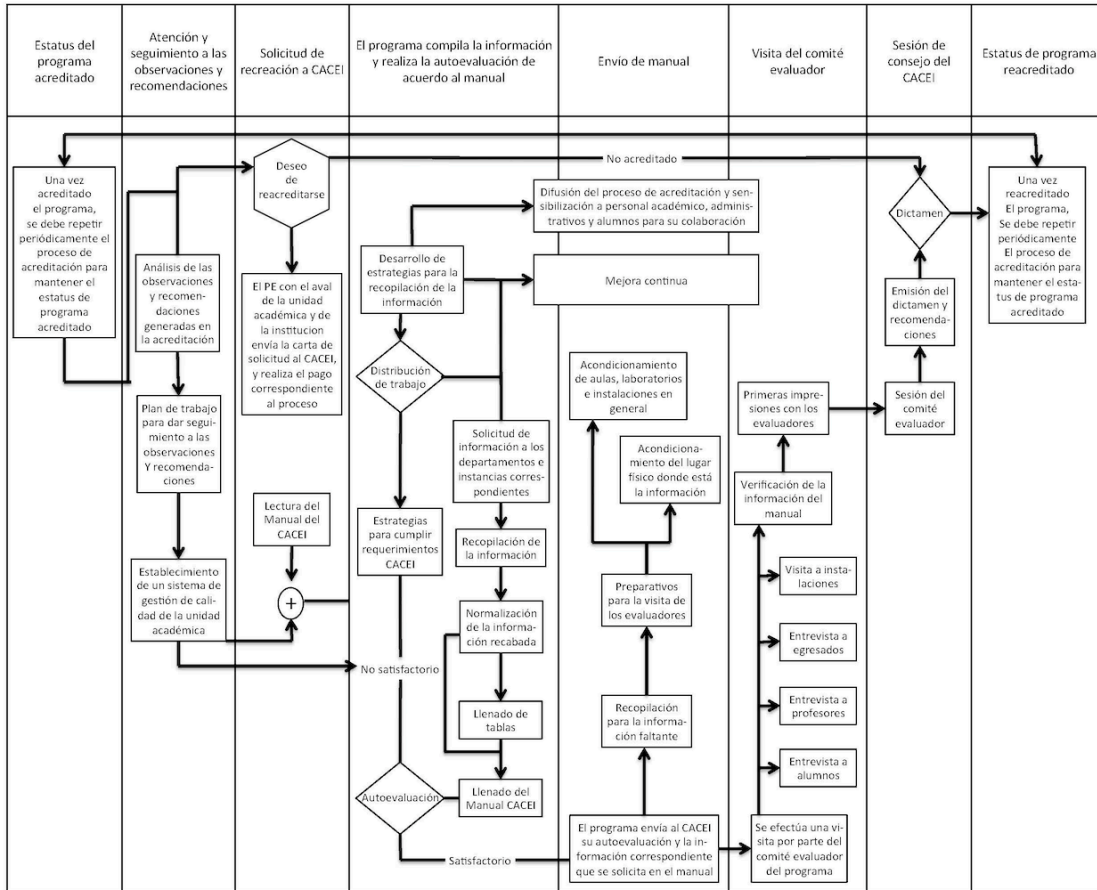 Estatus del
programa
acreditado
Atención y
seguimiento a las
observaciones y
recomendaciones
Solicitud de
recreación a CACEI
El programa compila la información
y realiza la autoevaluación de
acuerdo al manual
Envío de manual
Visita del comité
evaluador
Sesión de
consejo del
CACEI
Estatus de programa
reacreditado
Una vez
acreditado
el programa,
se debe repetir
periódicamente el
proceso de
acreditación para
mantener el
estatus de
programa
acreditado
Análisis de las
observaciones
y recomen-
daciones
generadas en
la acreditación
Plan de trabajo
para dar segui-
miento a las
observaciones
Y recomenda-
ciones
Establecimiento
de un sistema de
gestión de calidad
de la unidad
académica
Deseo
de
reacreditarse
El PE con el aval
de la unidad
académica y de
la institucion
envía la carta de
solicitud al CACEI,
y realiza el pago
correspondiente
al proceso
Lectura del
Manual del
CACEI
+
No acreditado
Difusión del proceso de acreditación y sen-
sibilización a personal académico, adminis-
trativos y alumnos para su colaboración
Desarrollo de
estrategias para la
recopilación de la
información
Mejora continua
Distribución
de trabajo
Solicitud de
información a los
departamentos e
instancias corres-
pondientes
Estrategias
para cumplir
requerimientos
CACEI
Recopilación
de la información
Normalización
de la informa-
ción recabada
No satisfactorio
Llenado de
tablas
Autoevaluación
Llenado del
Manual CACEI
Satisfactorio
Acondicionamiento
de aulas, laboratorios
e instalaciones en
general
Acondiciona-
miento del lugar
físico donde está
la información
Preparativos
para la visita de
los evaluadores
Recopilación
para la informa-
ción faltante
El programa envía al CACEI
su autoevaluación y la in-
formación correspondiente
que se solicita en el manual
Primeras impre-
siones con los
evaluadores
Verificación de la
información del
manual
Visita a insta-
laciones
Entrevista a
egresados
Entrevista a
profesores
Entrevista a
alumnos
Se efectúa una vi-
sita por parte del
comité evaluador
del programa
Dictamen
Emisión del
dictamen y
recomenda-
ciones
Sesión del
comité
evaluador
Una vez
reacreditado
El programa,
Se debe repetir
periódicamente
El proceso de
acreditación para
mantener el esta-
tus de programa
acreditado